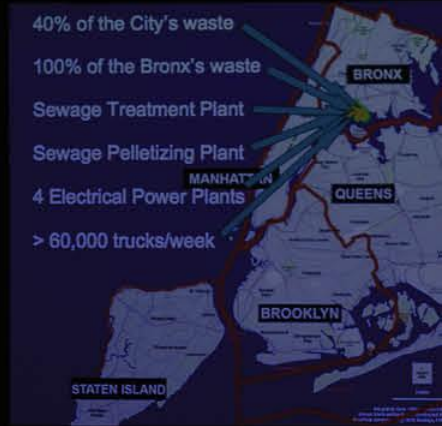 40% of the City's waste
100% of the Bronx's waste
Sewage Treatment Plant
Sewage Pelletizing Plant
4 Electrical Power Plants
> 60,000 trucks/week
BRONX
MANHATTAN
QUEENS
BROOKLYN
STATEN ISLAND